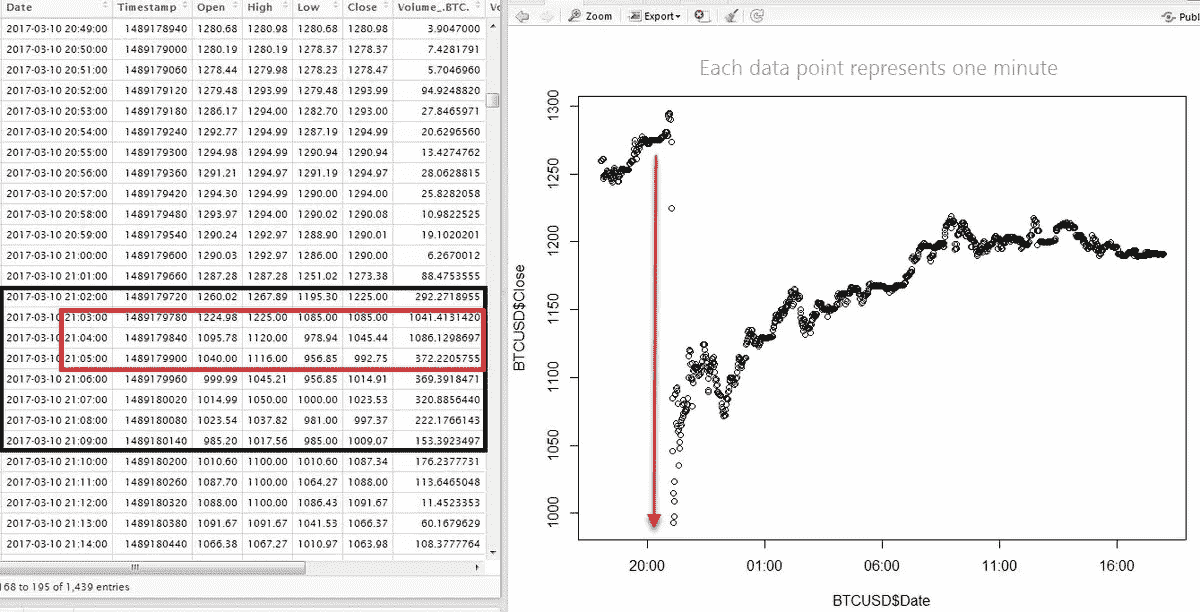 Date Timestamp Open High Low Close Volume_.BTC. Vo
2017-03-10 20:49:00 1489178940 1280.68 1280.98 1280.68 1280.98 3.9047000
2017-03-10 20:50:00 1489179000 1280.19 1280.19 1278.37 1278.37 7.4281791
2017-03-10 20:51:00 1489179060 1278.44 1279.98 1278.23 1278.47 5.7046960
2017-03-10 20:52:00 1489179120 1279.48 1293.99 1279.48 1293.99 94.9248820
2017-03-10 20:53:00 1489179180 1286.17 1294.00 1282.70 1293.00 27.8465971
2017-03-10 20:54:00 1489179240 1292.77 1294.99 1287.19 1294.99 20.6296560
2017-03-10 20:55:00 1489179300 1294.98 1294.99 1290.94 1290.94 13.4274762
2017-03-10 20:56:00 1489179360 1291.21 1294.97 1291.19 1294.97 28.0628815
2017-03-10 20:57:00 1489179420 1294.30 1294.99 1290.00 1294.00 25.8282058
2017-03-10 20:58:00 1489179480 1293.97 1294.00 1290.02 1290.08 10.9822525
2017-03-10 20:59:00 1489179540 1290.24 1292.97 1288.90 1290.01 19.1020201
2017-03-10 21:00:00 1489179600 1290.03 1292.97 1286.00 1290.00 6.2670012
2017-03-10 21:01:00 1489179660 1287.28 1287.28 1251.02 1273.38 88.4753555
2017-03-10 21:02:00 1489179720 1260.02 1267.89 1195.30 1225.00 292.2718955
2017-03-10 21:03:00 1489179780 1224.98 1225.00 1085.00 1085.00 1041.4131420
2017-03-10 21:04:00 1489179840 1095.78 1120.00 978.94 1045.44 1086.1298697
2017-03-10 21:05:00 1489179900 1040.00 1116.00 956.85 992.75 372.2205755
2017-03-10 21:06:00 1489179960 999.99 1045.21 956.85 1014.91 369.3918471
2017-03-10 21:07:00 1489180020 1014.99 1050.00 1000.00 1023.53 320.8856440
2017-03-10 21:08:00 1489180080 1023.54 1037.82 981.00 997.37 222.1766143
2017-03-10 21:09:00 1489180140 985.20 1017.56 985.00 1009.07 153.3923497
2017-03-10 21:10:00 1489180200 1010.60 1100.00 1010.60 1087.34 176.2377731
2017-03-10 21:11:00 1489180260 1087.70 1100.00 1064.27 1088.00 113.6465048
2017-03-10 21:12:00 1489180320 1088.00 1100.00 1086.43 1091.67 11.4523353
2017-03-10 21:13:00 1489180380 1091.67 1091.67 1041.53 1066.37 60.1679629
2017-03-10 21:14:00 1489180440 1066.38 1067.27 1010.97 1063.98 108.3777764
168 to 195 of 1,439 entries
Zoom Export Publ
Each data point represents one minute
BTCUSD$Close
1300
1250
1200
1150
1100
1050
1000
20:00 01:00 06:00 11:00 16:00
BTCUSD$Date